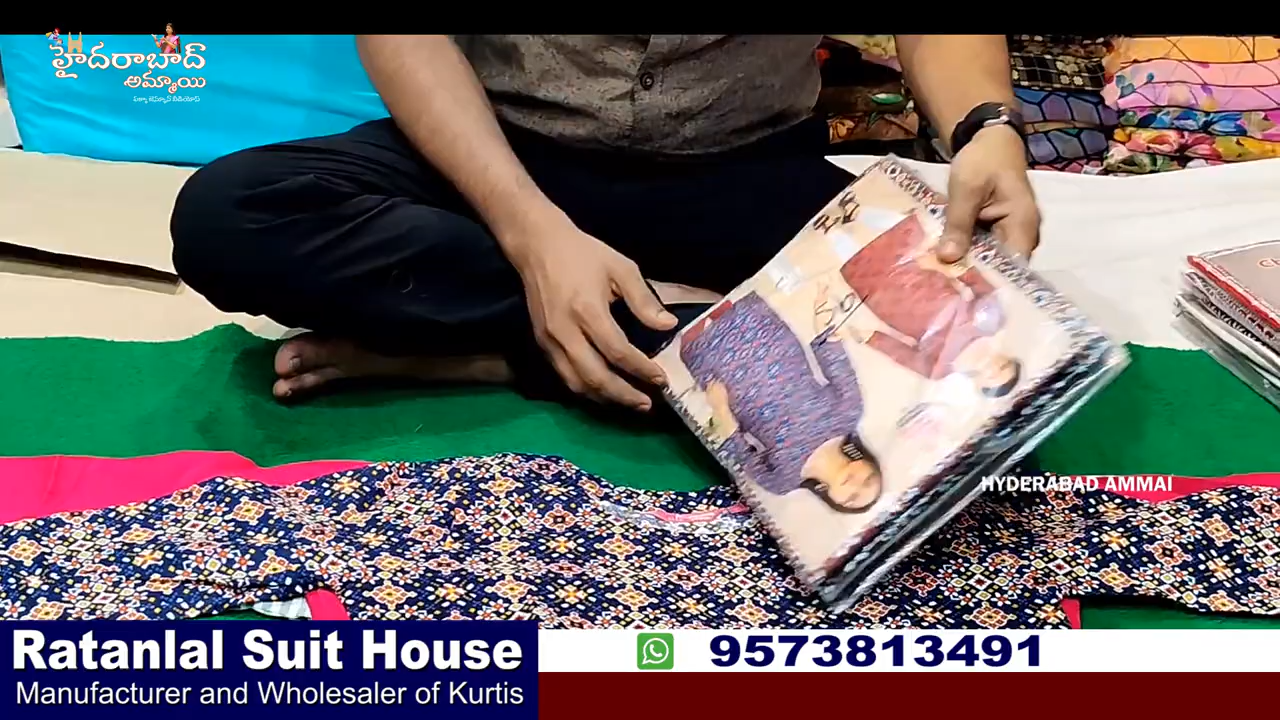 హైదరాబాద్
అమ్మాయి
HYDERABAD AMMAI
Ratanlal Suit House
Manufacturer and Wholesaler of Kurtis
9573813491